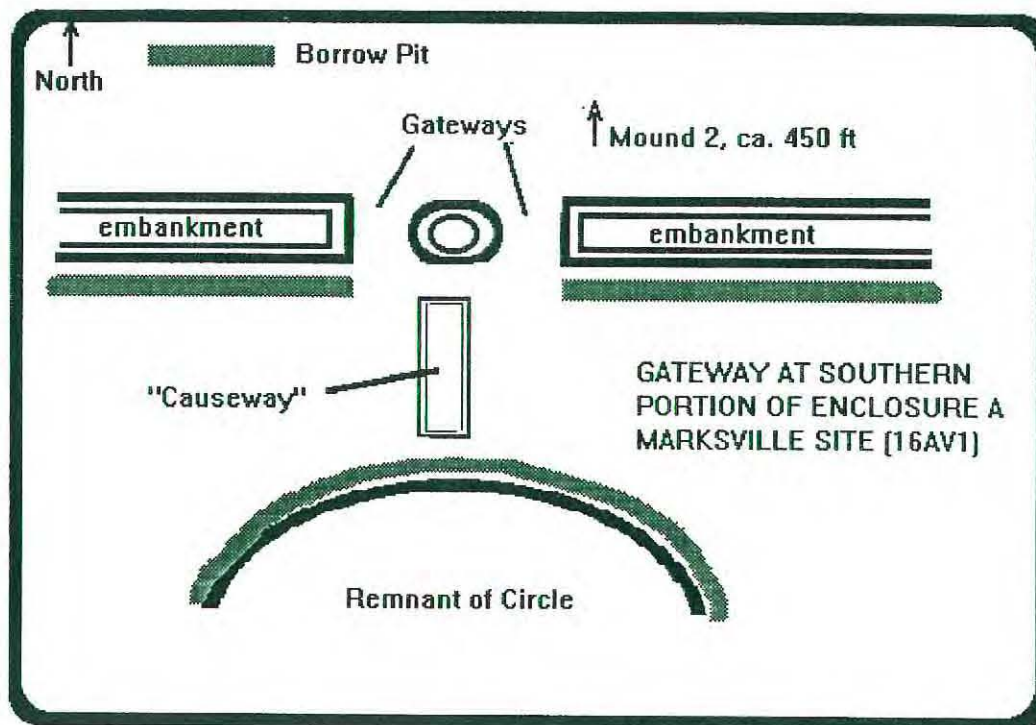 North
Borrow Pit
Gateways
Mound 2, ca. 450 ft
embankment
embankment
"Causeway"
GATEWAY AT SOUTHERN
PORTION OF ENCLOSURE A
MARKSVILLE SITE (16AV1)
Remnant of Circle